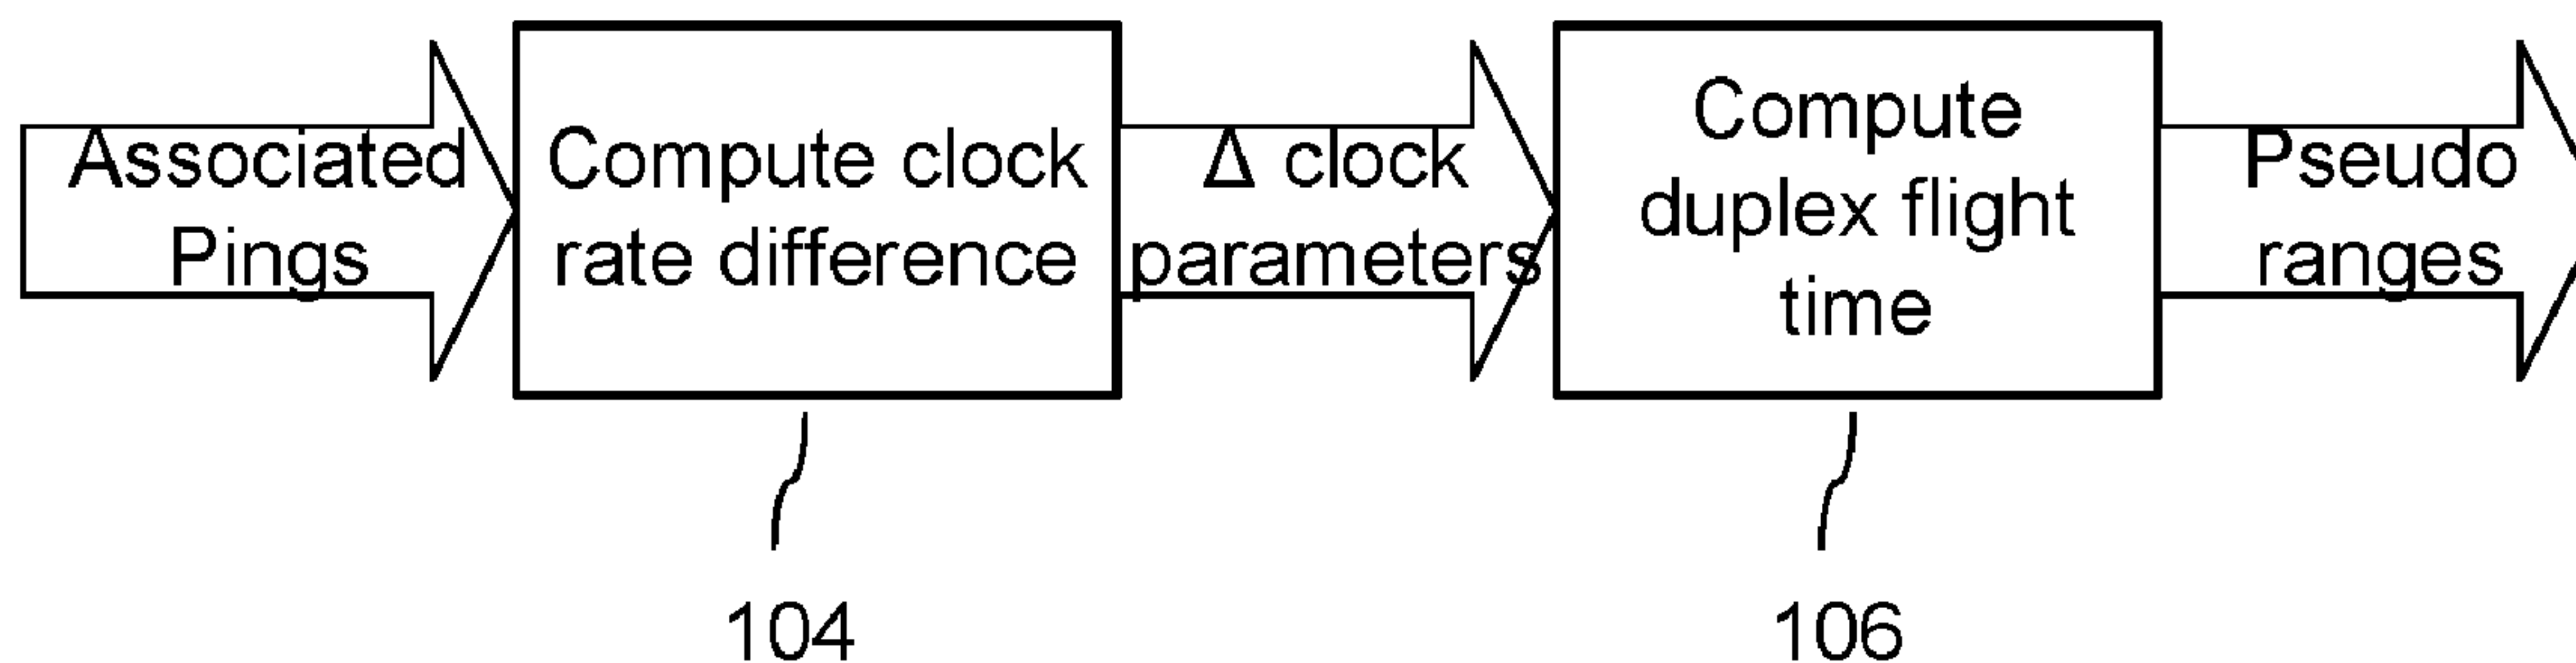 Associated
Pings
Compute clock
rate difference
Δ clock
parameters
Compute
duplex flight
time
Pseudo
ranges
104
106